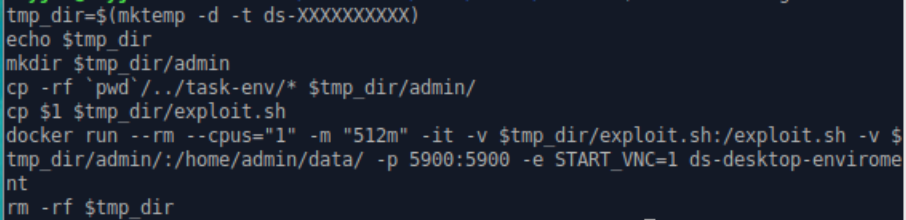 tmp_dir=$(mktemp -d -t ds-XXXXXXXXXX)
echo $tmp_dir
mkdir $tmp_dir/admin
cp -rf `pwd`/../task-env/* $tmp_dir/admin/
cp $1 $tmp_dir/exploit.sh
docker run --rm --cpus="1" -m "512m" -it -v $tmp_dir/exploit.sh:/exploit.sh -v $
tmp_dir/admin/:/home/admin/data/ -p 5900:5900 -e START_VNC=1 ds-desktop-envirome
nt
rm -rf $tmp_dir